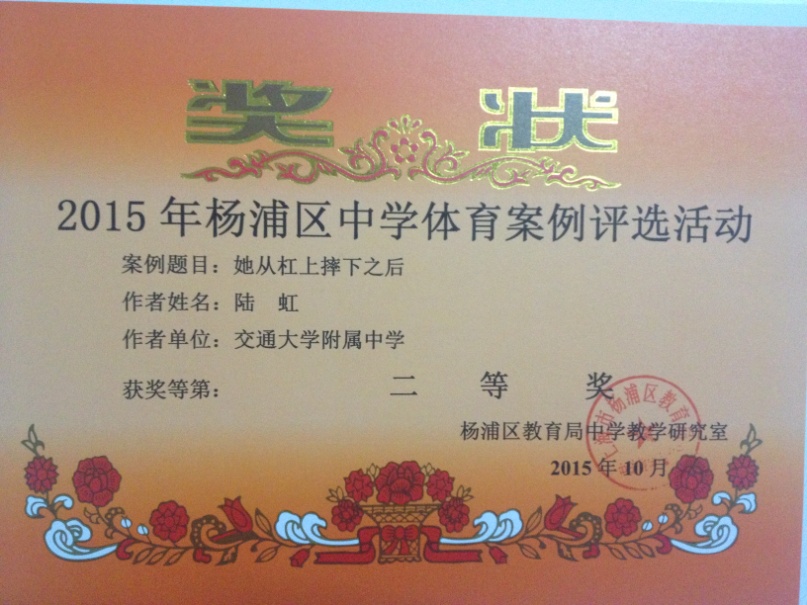 奖 状
2015年杨浦区中学体育案例评选活动
案例题目：她从杠上摔下之后
作者姓名：陆 虹
作者单位：交通大学附属中学
获奖等第： 二 等 奖
杨浦区教育局中学教学研究室
2015年10月